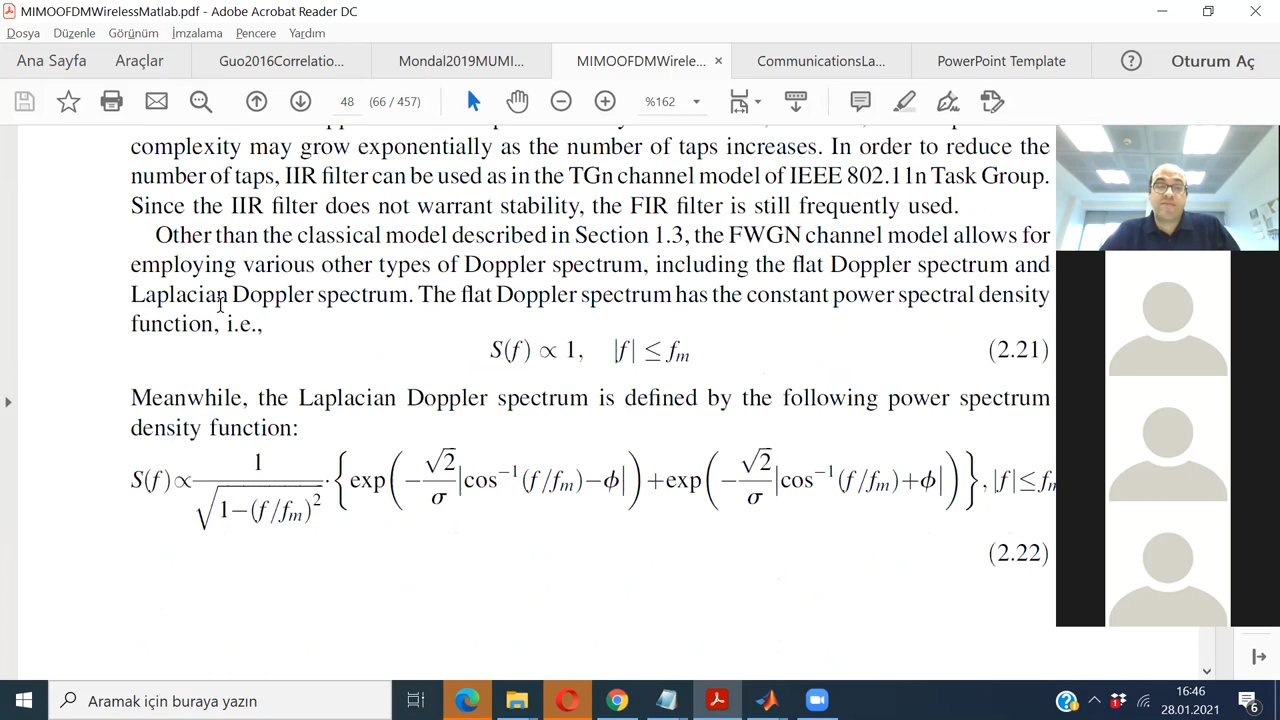 MIMOOFDMWirelessMatlab.pdf - Adobe Acrobat Reader DC
Dosya Düzenle Görünüm İmzalama Pencere Yardım
Ana Sayfa Araçlar Guo2016Correlatio... Mondal2019MUMI... MIMOOFDMWirele... × CommunicationsLa... PowerPoint Template Oturum Aç
48 (66 / 457) %162
complexity may grow exponentially as the number of taps increases. In order to reduce the
number of taps, IIR filter can be used as in the TGn channel model of IEEE 802.11n Task Group.
Since the IIR filter does not warrant stability, the FIR filter is still frequently used.
Other than the classical model described in Section 1.3, the FWGN channel model allows for
employing various other types of Doppler spectrum, including the flat Doppler spectrum and
Laplacian Doppler spectrum. The flat Doppler spectrum has the constant power spectral density
function, i.e.,
S(f) ∝ 1, |f| ≤ fm (2.21)
Meanwhile, the Laplacian Doppler spectrum is defined by the following power spectrum
density function:
S(f)∝ 1/√(1−(f/fm)²) · {exp(−√2/σ |cos⁻¹(f/fm)−ϕ|)+exp(−√2/σ |cos⁻¹(f/fm)+ϕ|)}, |f|≤fm
(2.22)
Aramak için buraya yazın
16:46
28.01.2021
6